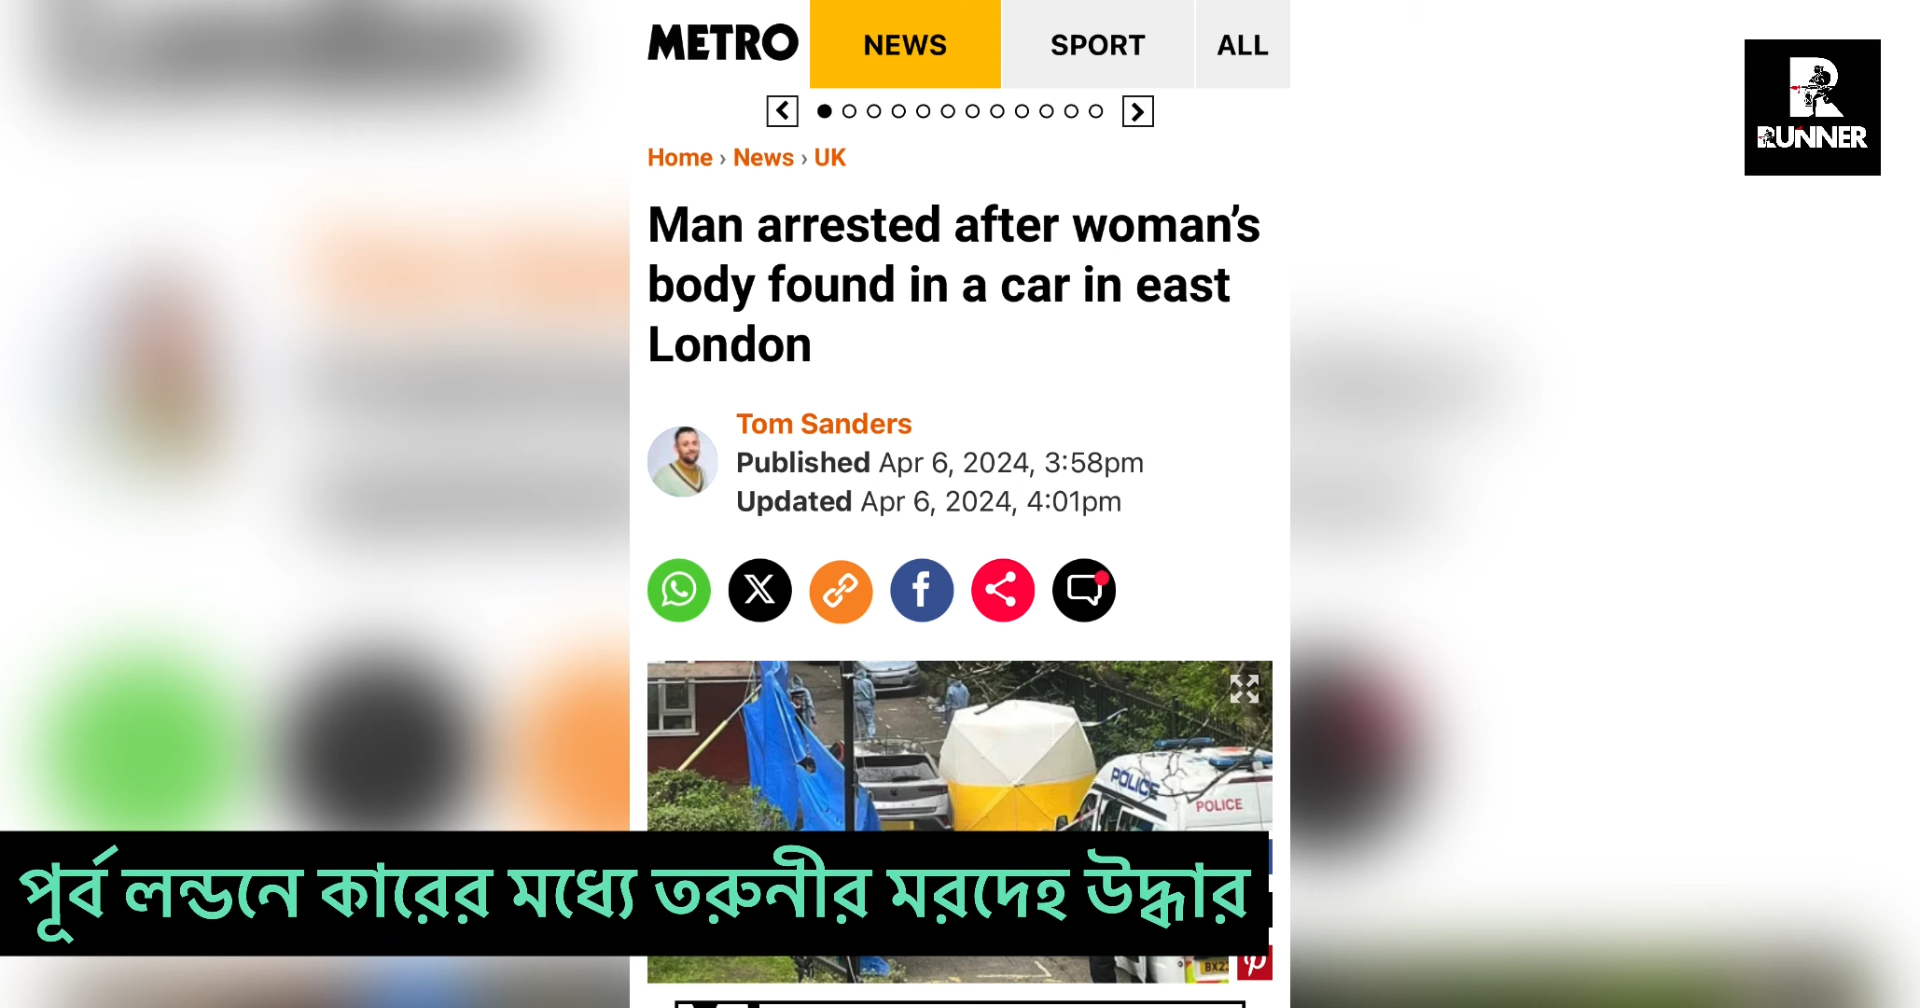 METRO
NEWS
SPORT
ALL
Home › News › UK
Man arrested after woman’s
body found in a car in east
London
Tom Sanders
Published Apr 6, 2024, 3:58pm
Updated Apr 6, 2024, 4:01pm
POLICE
POLICE
পূর্ব লন্ডনে কারের মধ্যে তরুনীর মরদেহ উদ্ধার
R
RUNNER